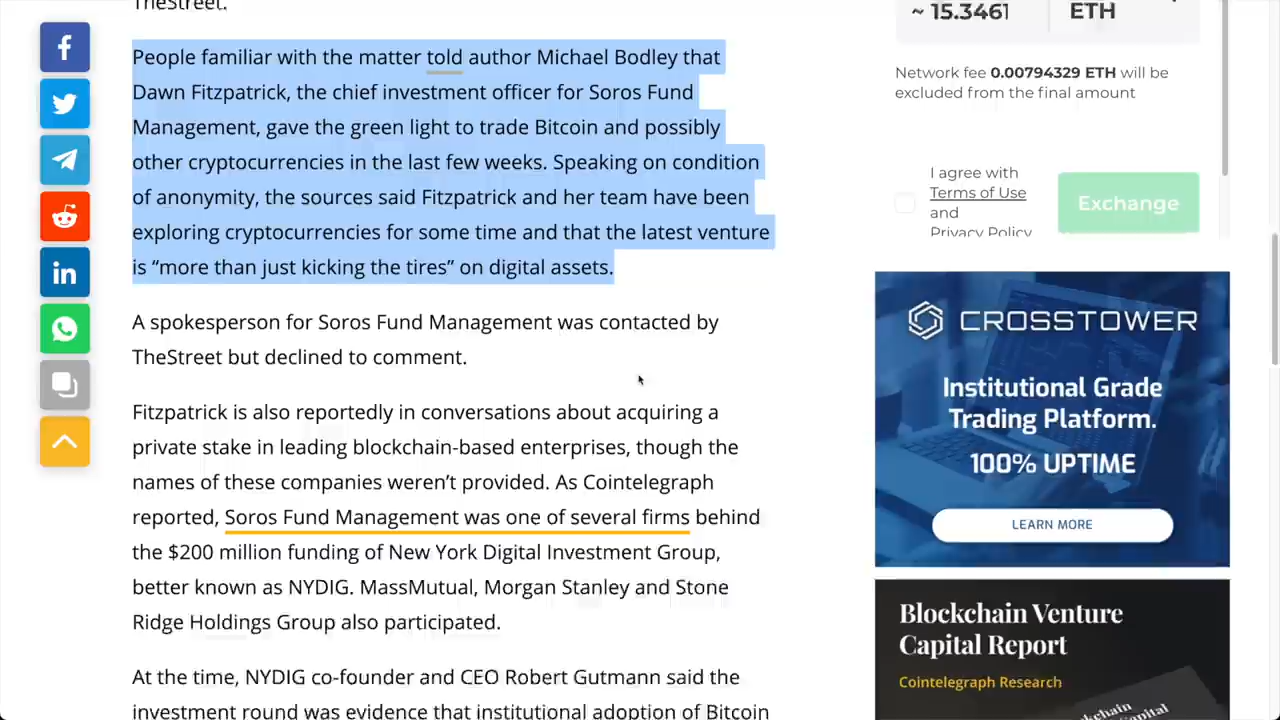 TheStreet.
People familiar with the matter told author Michael Bodley that
Dawn Fitzpatrick, the chief investment officer for Soros Fund
Management, gave the green light to trade Bitcoin and possibly
other cryptocurrencies in the last few weeks. Speaking on condition
of anonymity, the sources said Fitzpatrick and her team have been
exploring cryptocurrencies for some time and that the latest venture
is “more than just kicking the tires” on digital assets.
A spokesperson for Soros Fund Management was contacted by
TheStreet but declined to comment.
Fitzpatrick is also reportedly in conversations about acquiring a
private stake in leading blockchain-based enterprises, though the
names of these companies weren’t provided. As Cointelegraph
reported, Soros Fund Management was one of several firms behind
the $200 million funding of New York Digital Investment Group,
better known as NYDIG. MassMutual, Morgan Stanley and Stone
Ridge Holdings Group also participated.
At the time, NYDIG co-founder and CEO Robert Gutmann said the
investment round was evidence that institutional adoption of Bitcoin
~ 15.3461
ETH
Network fee 0.00794329 ETH will be
excluded from the final amount
I agree with
Terms of Use
and
Privacy Policy
Exchange
CROSSTOWER
Institutional Grade
Trading Platform.
100% UPTIME
LEARN MORE
Blockchain Venture
Capital Report
Cointelegraph Research